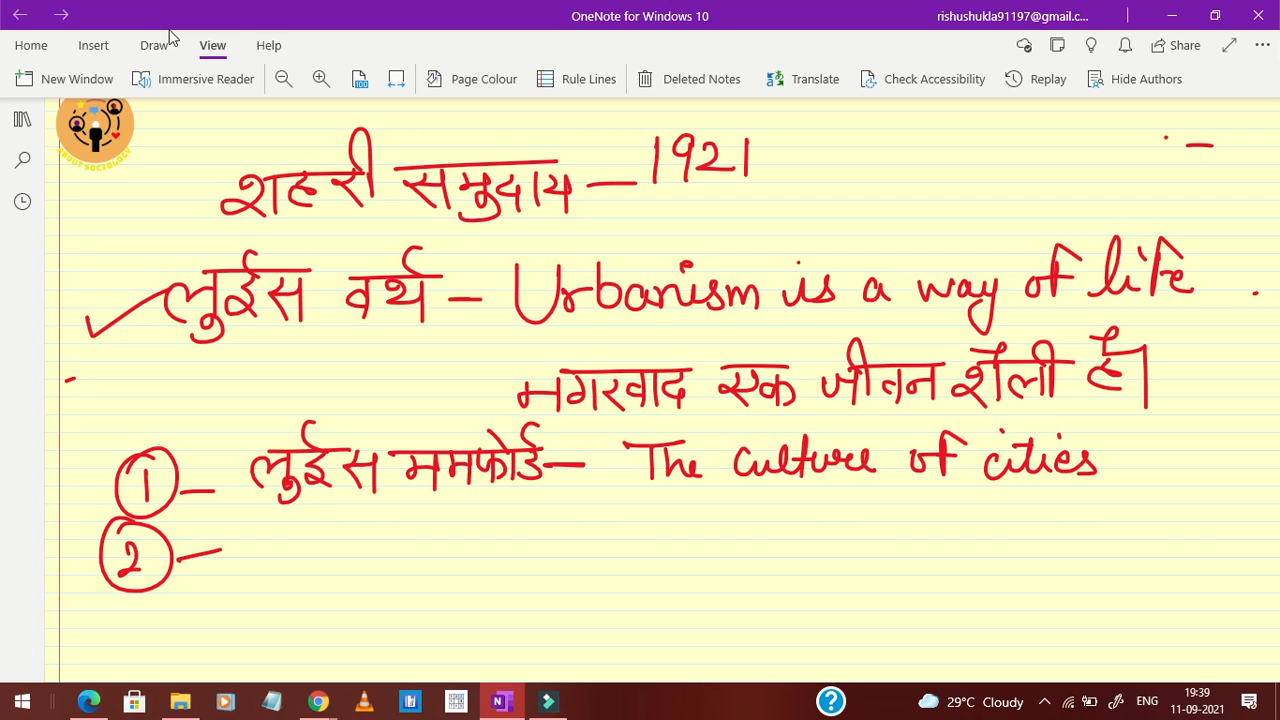 OneNote for Windows 10 rishushukla91197@gmail.c...
Home Insert Draw View Help Share
New Window Immersive Reader 100 Page Colour Rule Lines Deleted Notes Translate Check Accessibility Replay Hide Authors
ABOUT SOCIOLOGY
शहरी समुदाय — 1921
लुईस वर्थ — Urbanism is a way of life .
नगरवाद एक जीवन शैली है।
1 — लुईस ममफोर्ड — The culture of cities
2 —
29°C Cloudy ENG 19:39
11-09-2021